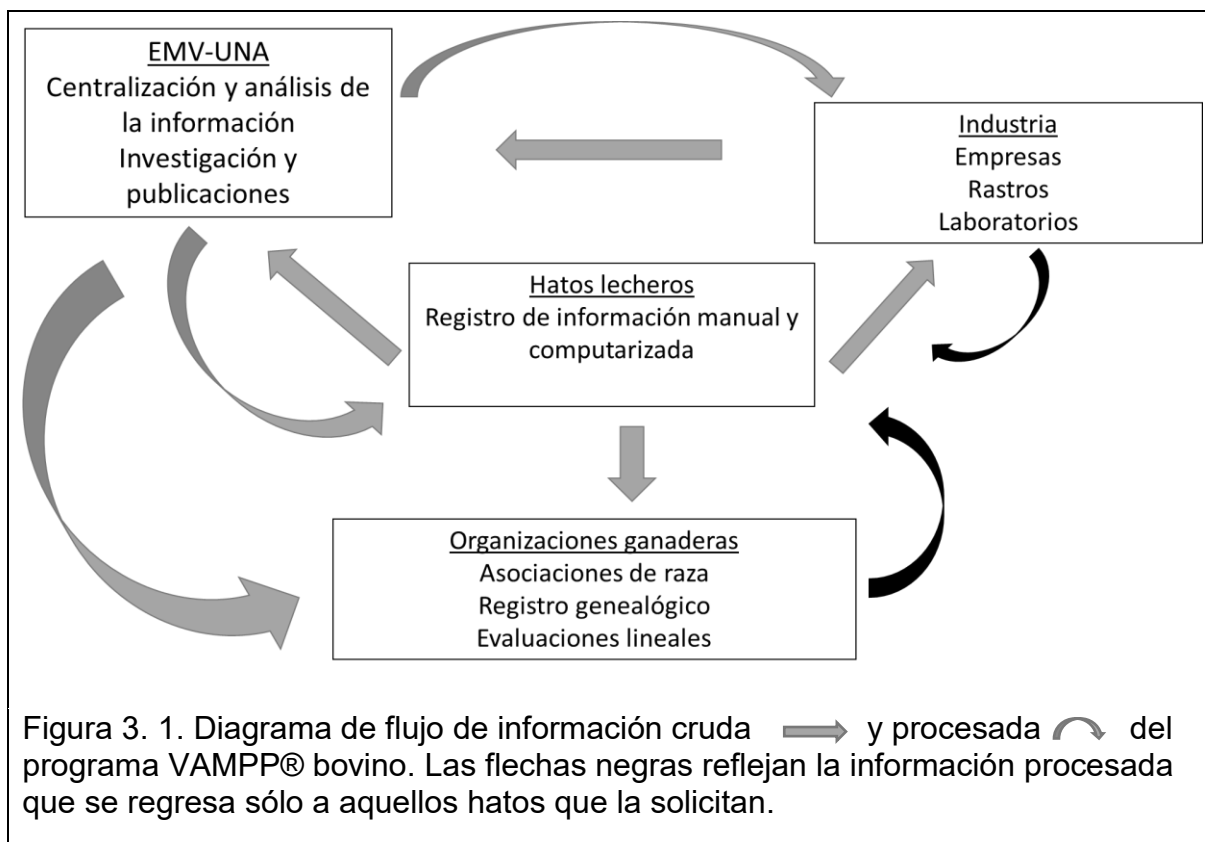 EMV-UNA
Centralización y análisis de
la información
Investigación y
publicaciones
Industria
Empresas
Rastros
Laboratorios
Hatos lecheros
Registro de información manual y
computarizada
Organizaciones ganaderas
Asociaciones de raza
Registro genealógico
Evaluaciones lineales
Figura 3. 1. Diagrama de flujo de información cruda y procesada del
programa VAMPP® bovino. Las flechas negras reflejan la información procesada
que se regresa sólo a aquellos hatos que la solicitan.